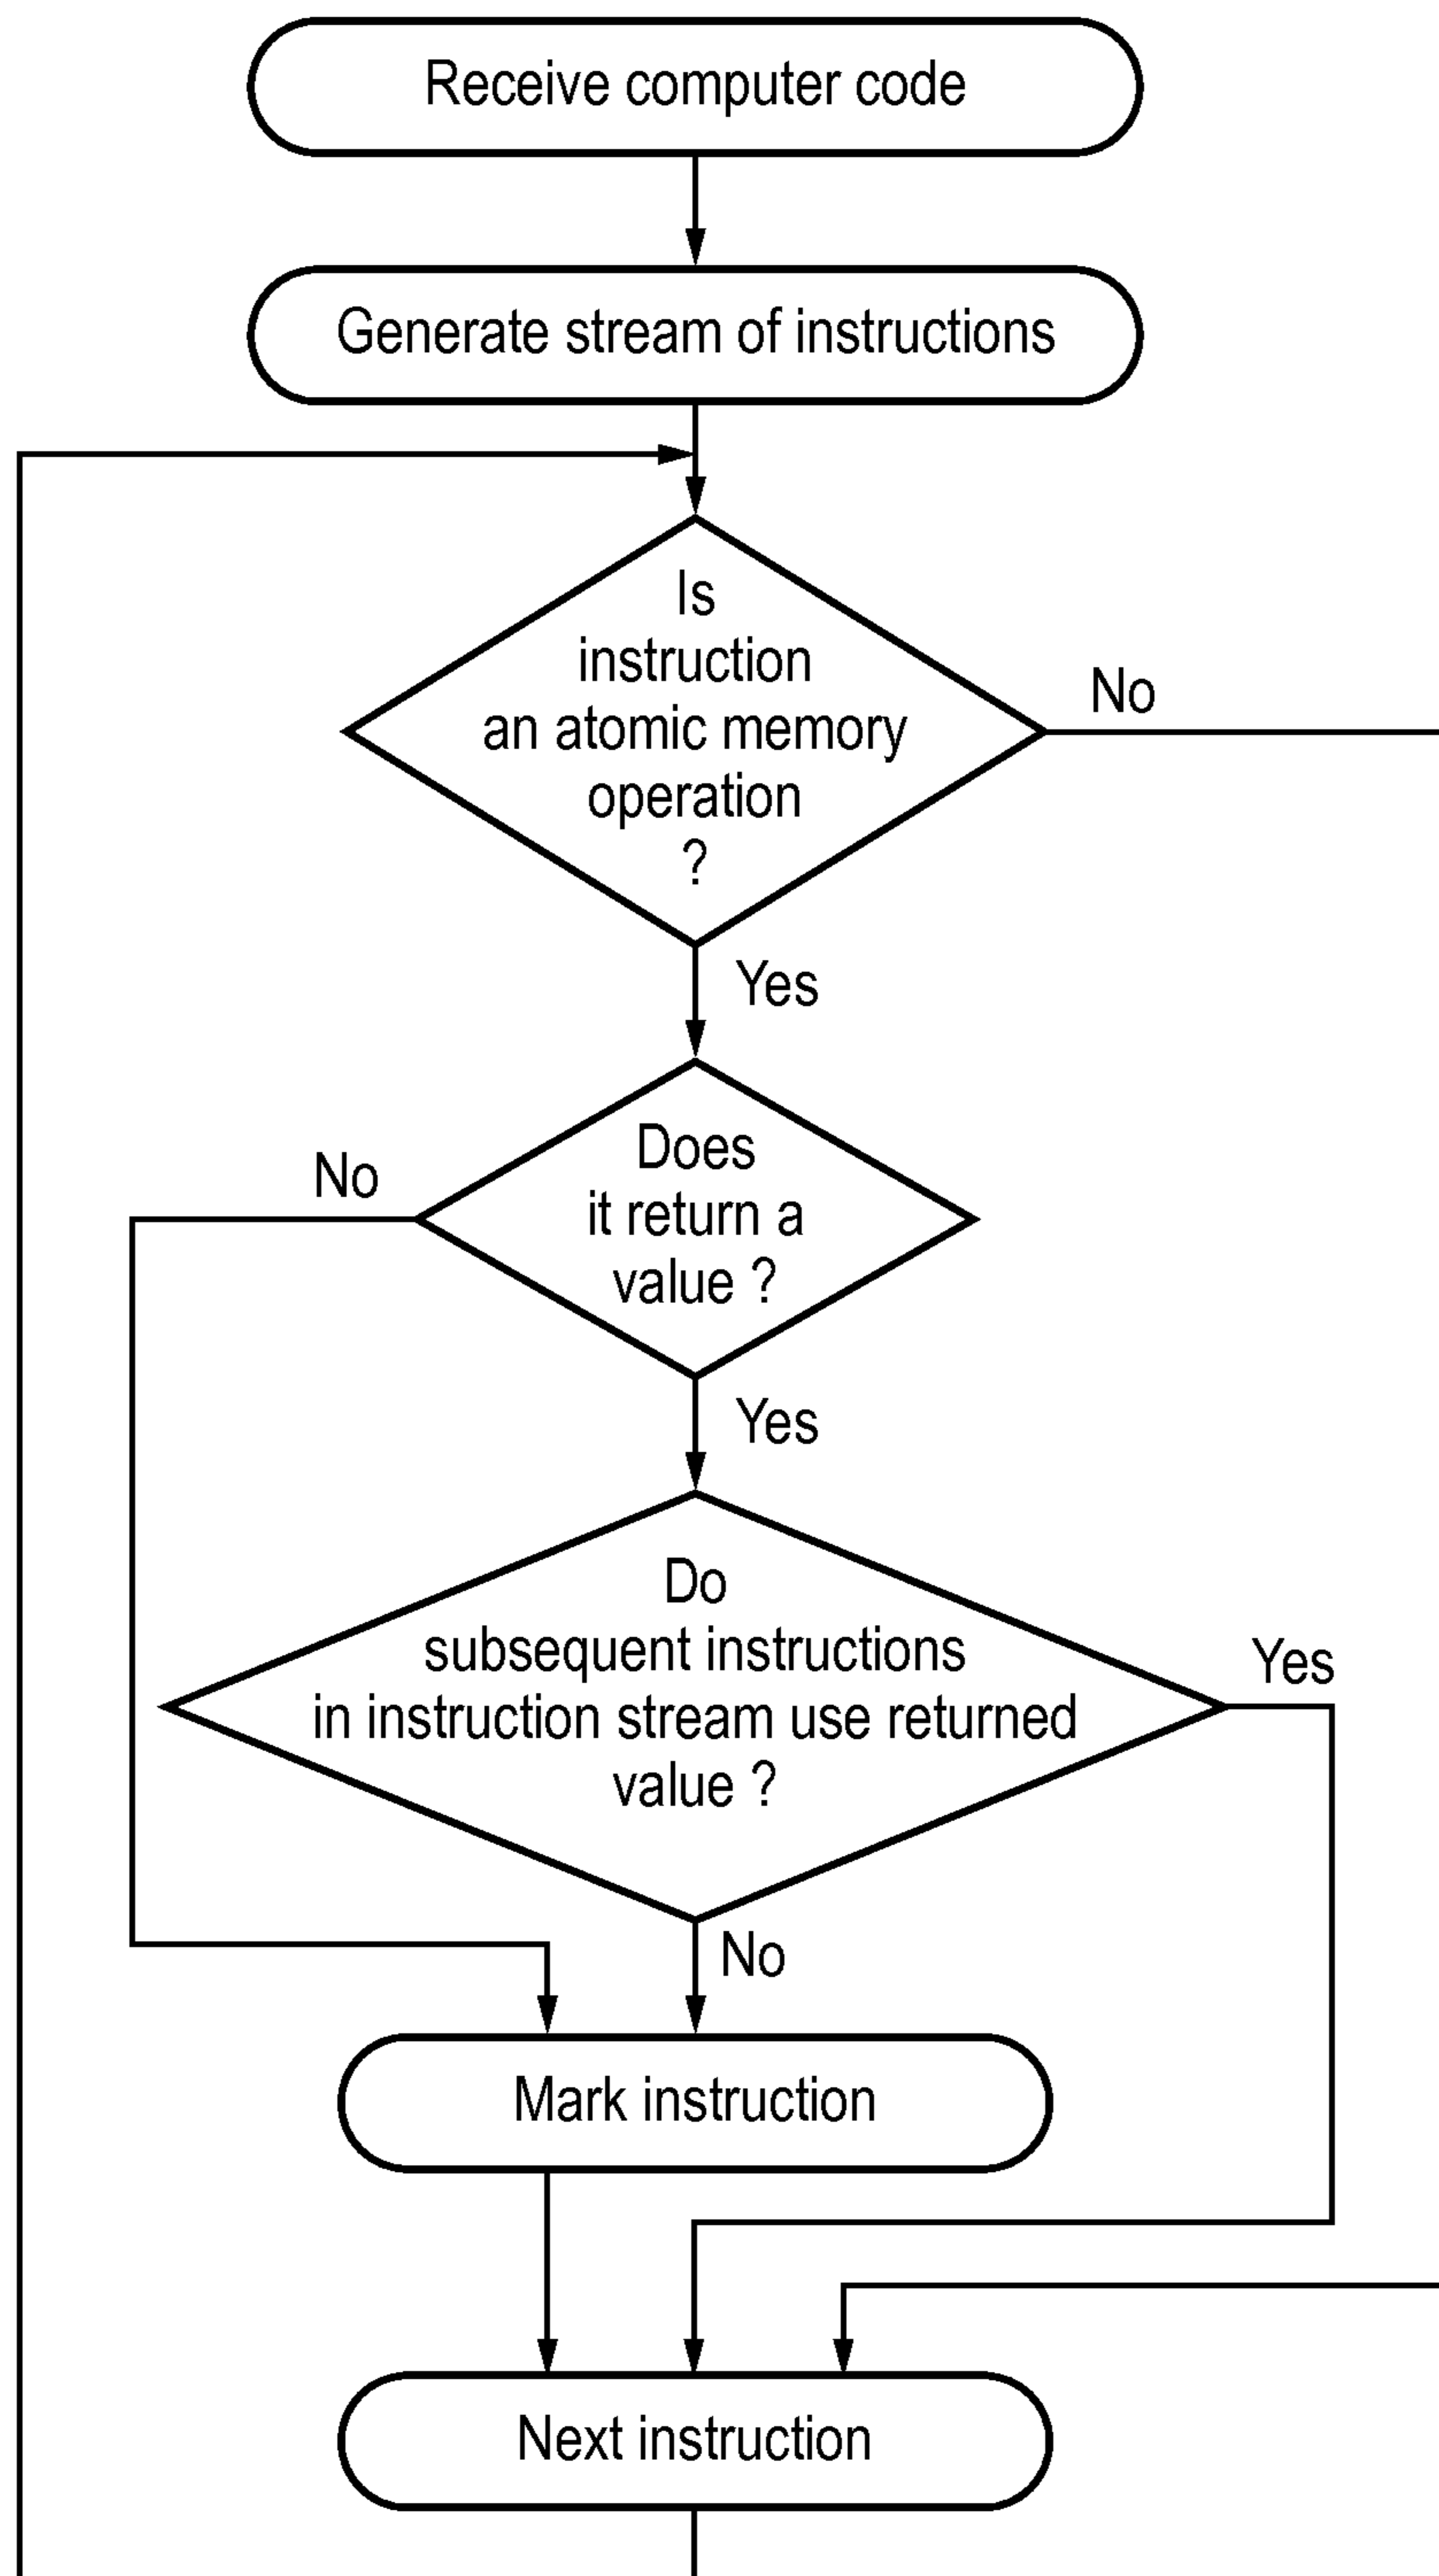 Receive computer code
Generate stream of instructions
Is
instruction
an atomic memory
operation
?
No
Yes
Does
it return a
value ?
No
Yes
Do
subsequent instructions
in instruction stream use returned
value ?
Yes
No
Mark instruction
Next instruction